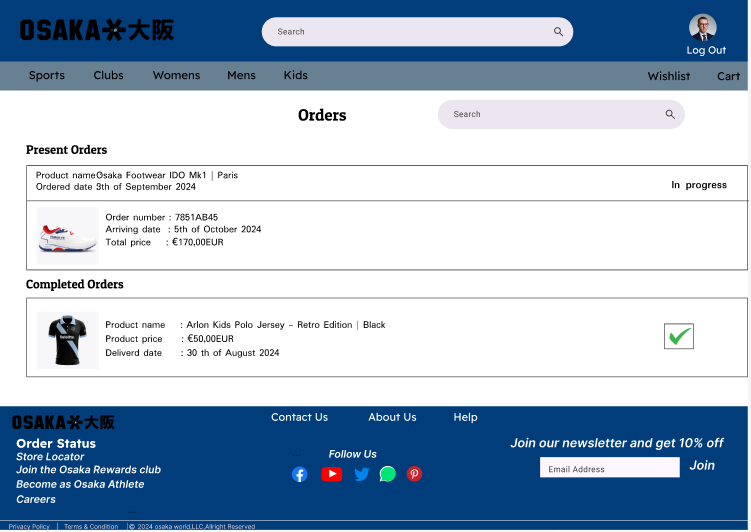 OSAKA 大阪
Search
Log Out
Sports Clubs Womens Mens Kids Wishlist Cart
Orders
Search
Present Orders
Product name: Osaka Footwear IDO Mk1 | Paris
Ordered date : 3th of September 2024
In progress
Order number : 7851AB45
Arriving date : 5th of October 2024
Total price : €170,00EUR
Completed Orders
Product name : Arlon Kids Polo Jersey - Retro Edition | Black
Product price : €50,00EUR
Deliverd date : 30 th of August 2024
OSAKA 大阪
Contact Us About Us Help
Order Status
Store Locator
Join the Osaka Rewards club
Become as Osaka Athlete
Careers
Follow Us
Join our newsletter and get 10% off
Email Address Join
Privacy Policy | Terms & Condition |© 2024 osaka world,LLC,Allright Reserved